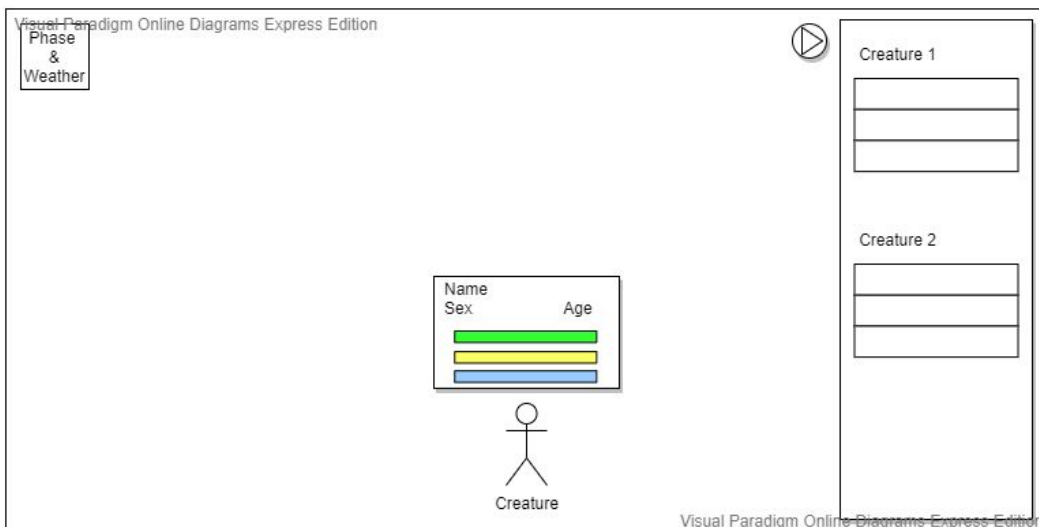 Visual Paradigm Online Diagrams Express Edition
Phase
&
Weather
Creature 1
Creature 2
Name
Sex Age
Creature
Visual Paradigm Online Diagrams Express Edition